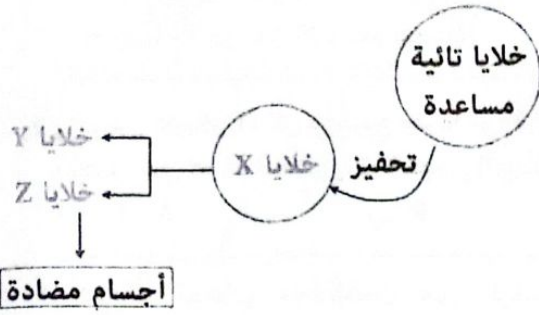 خلايا تائية
مساعدة
تحفيز
خلايا X
خلايا Y
خلايا Z
أجسام مضادة